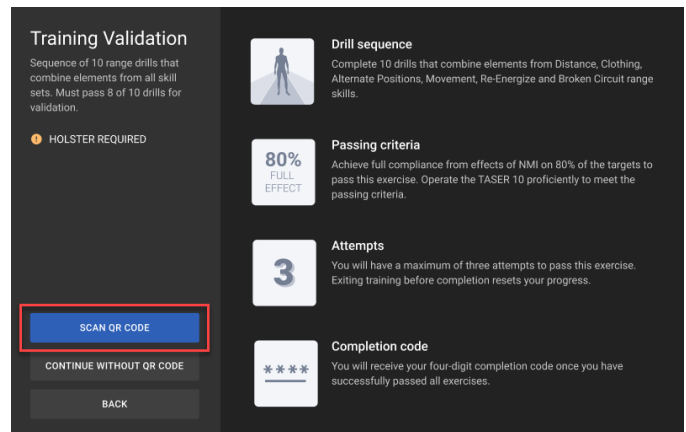 Training Validation
Sequence of 10 range drills that
combine elements from all skill
sets. Must pass 8 of 10 drills for
validation.
HOLSTER REQUIRED
SCAN QR CODE
CONTINUE WITHOUT QR CODE
BACK
Drill sequence
Complete 10 drills that combine elements from Distance, Clothing,
Alternate Positions, Movement, Re-Energize and Broken Circuit range
skills.
80%
FULL
EFFECT
Passing criteria
Achieve full compliance from effects of NMI on 80% of the targets to
pass this exercise. Operate the TASER 10 proficiently to meet the
passing criteria.
3
Attempts
You will have a maximum of three attempts to pass this exercise.
Exiting training before completion resets your progress.
****
Completion code
You will receive your four-digit completion code once you have
successfully passed all exercises.